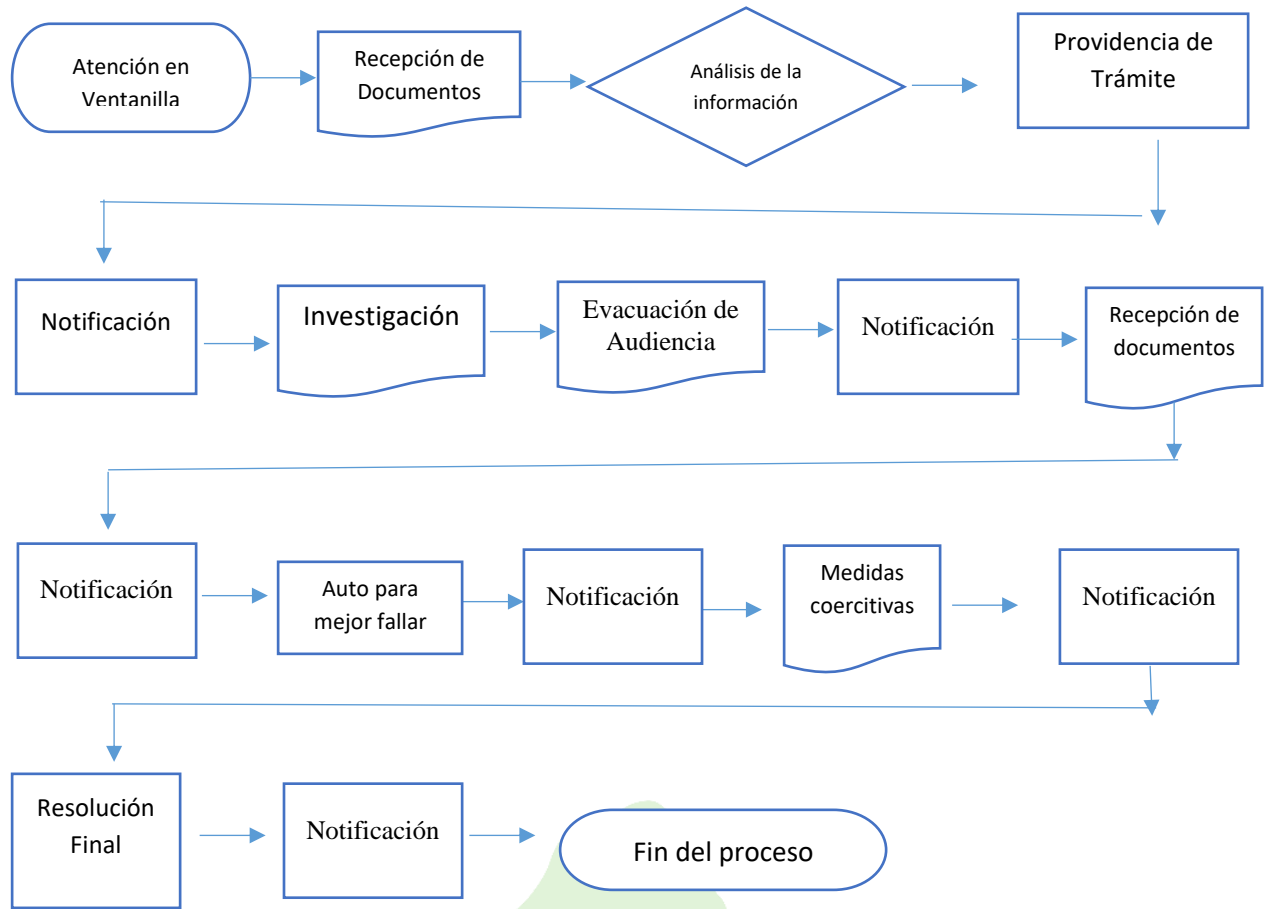 Atención en
Ventanilla
Recepción de
Documentos
Análisis de la
información
Providencia de
Trámite
Notificación
Investigación
Evacuación de
Audiencia
Notificación
Recepción de
documentos
Notificación
Auto para
mejor fallar
Notificación
Medidas
coercitivas
Notificación
Resolución
Final
Notificación
Fin del proceso